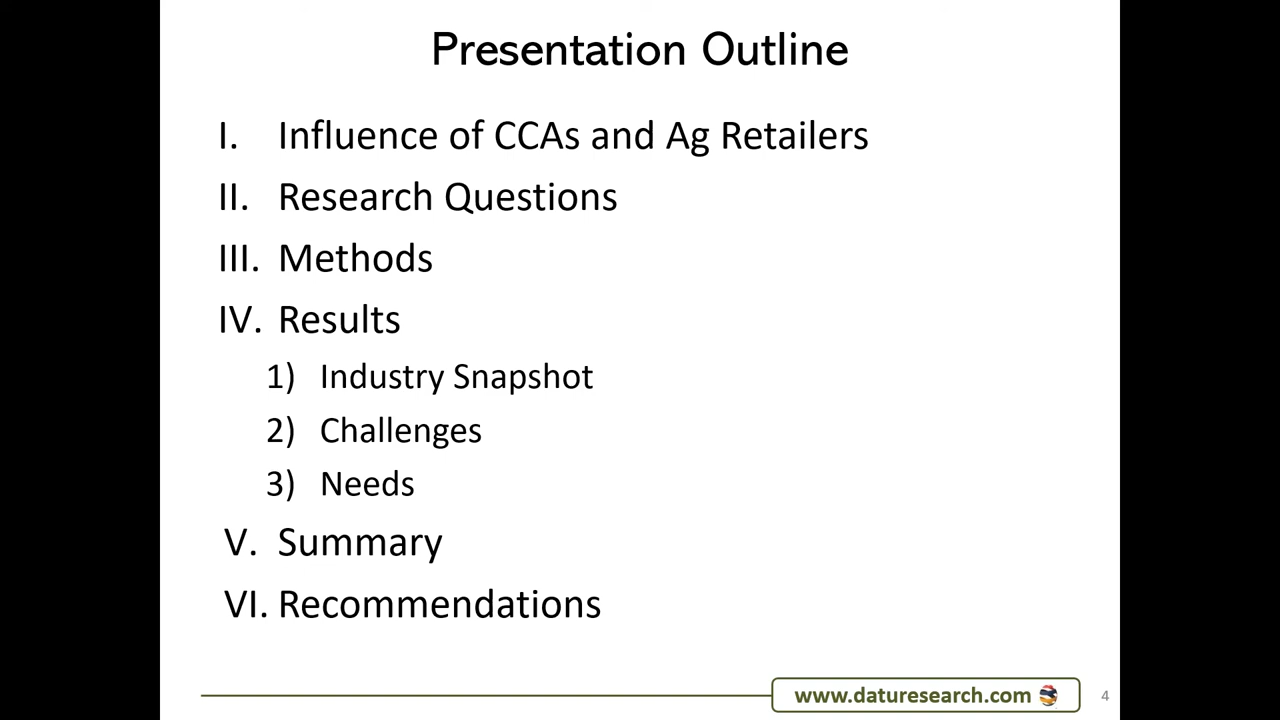 Presentation Outline
I. Influence of CCAs and Ag Retailers
II. Research Questions
III. Methods
IV. Results
1) Industry Snapshot
2) Challenges
3) Needs
V. Summary
VI. Recommendations
www.daturesearch.com
4